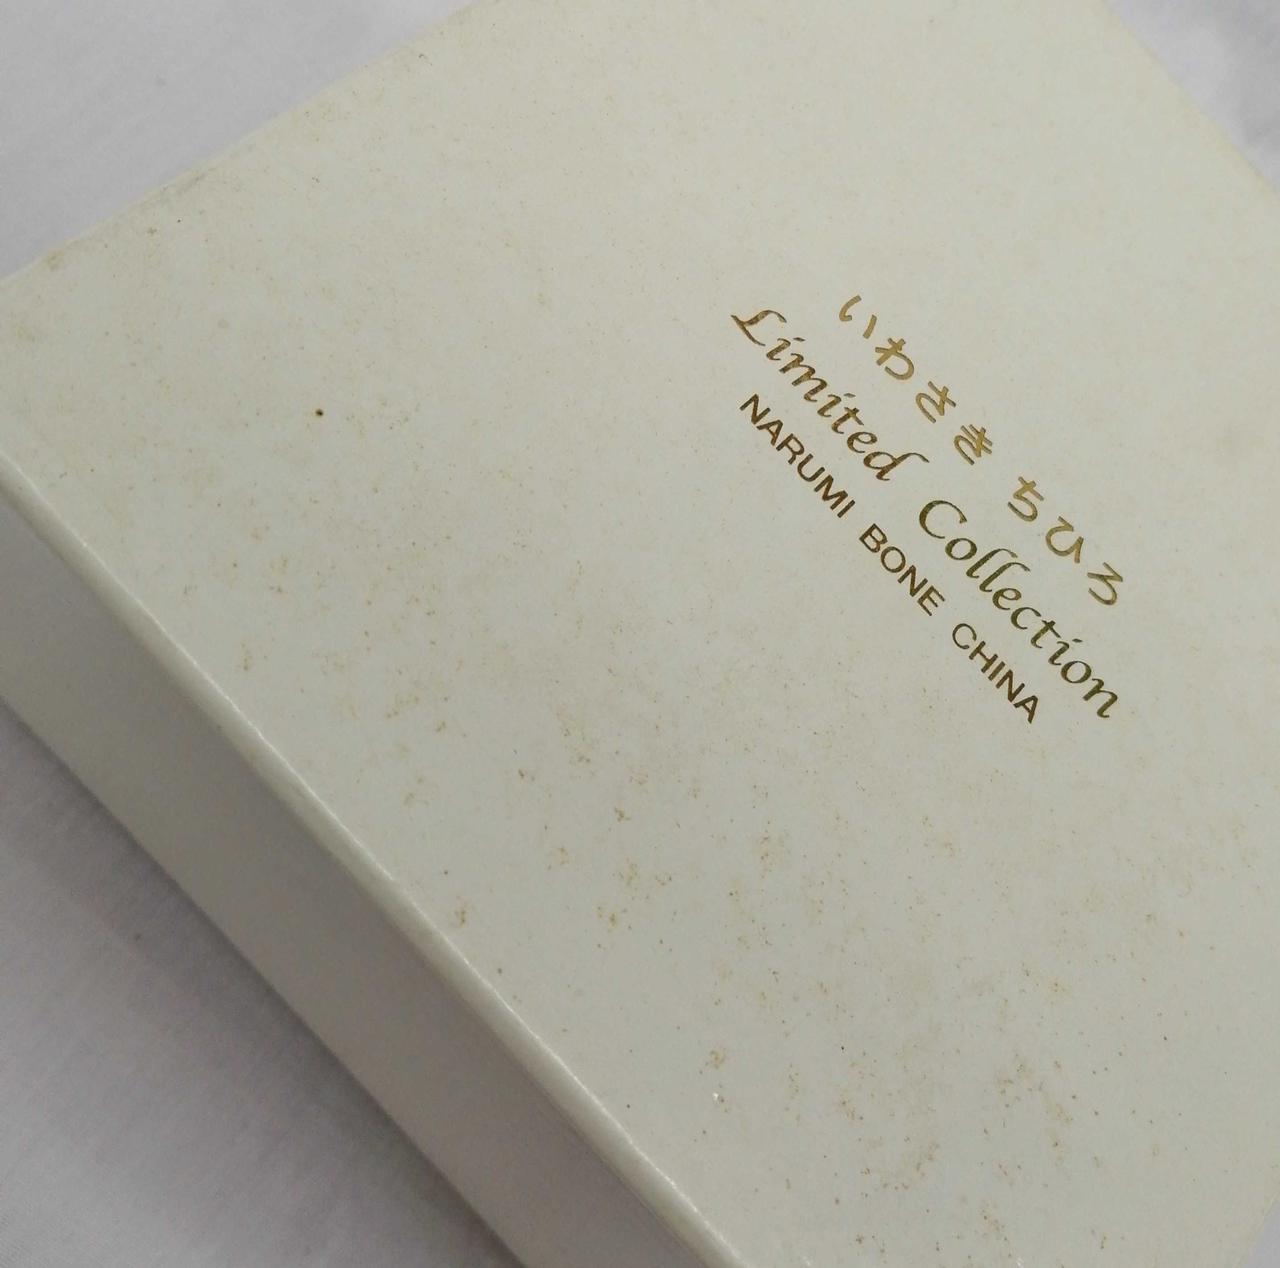 いわさき ちひろ
Limited Collection
NARUMI BONE CHINA